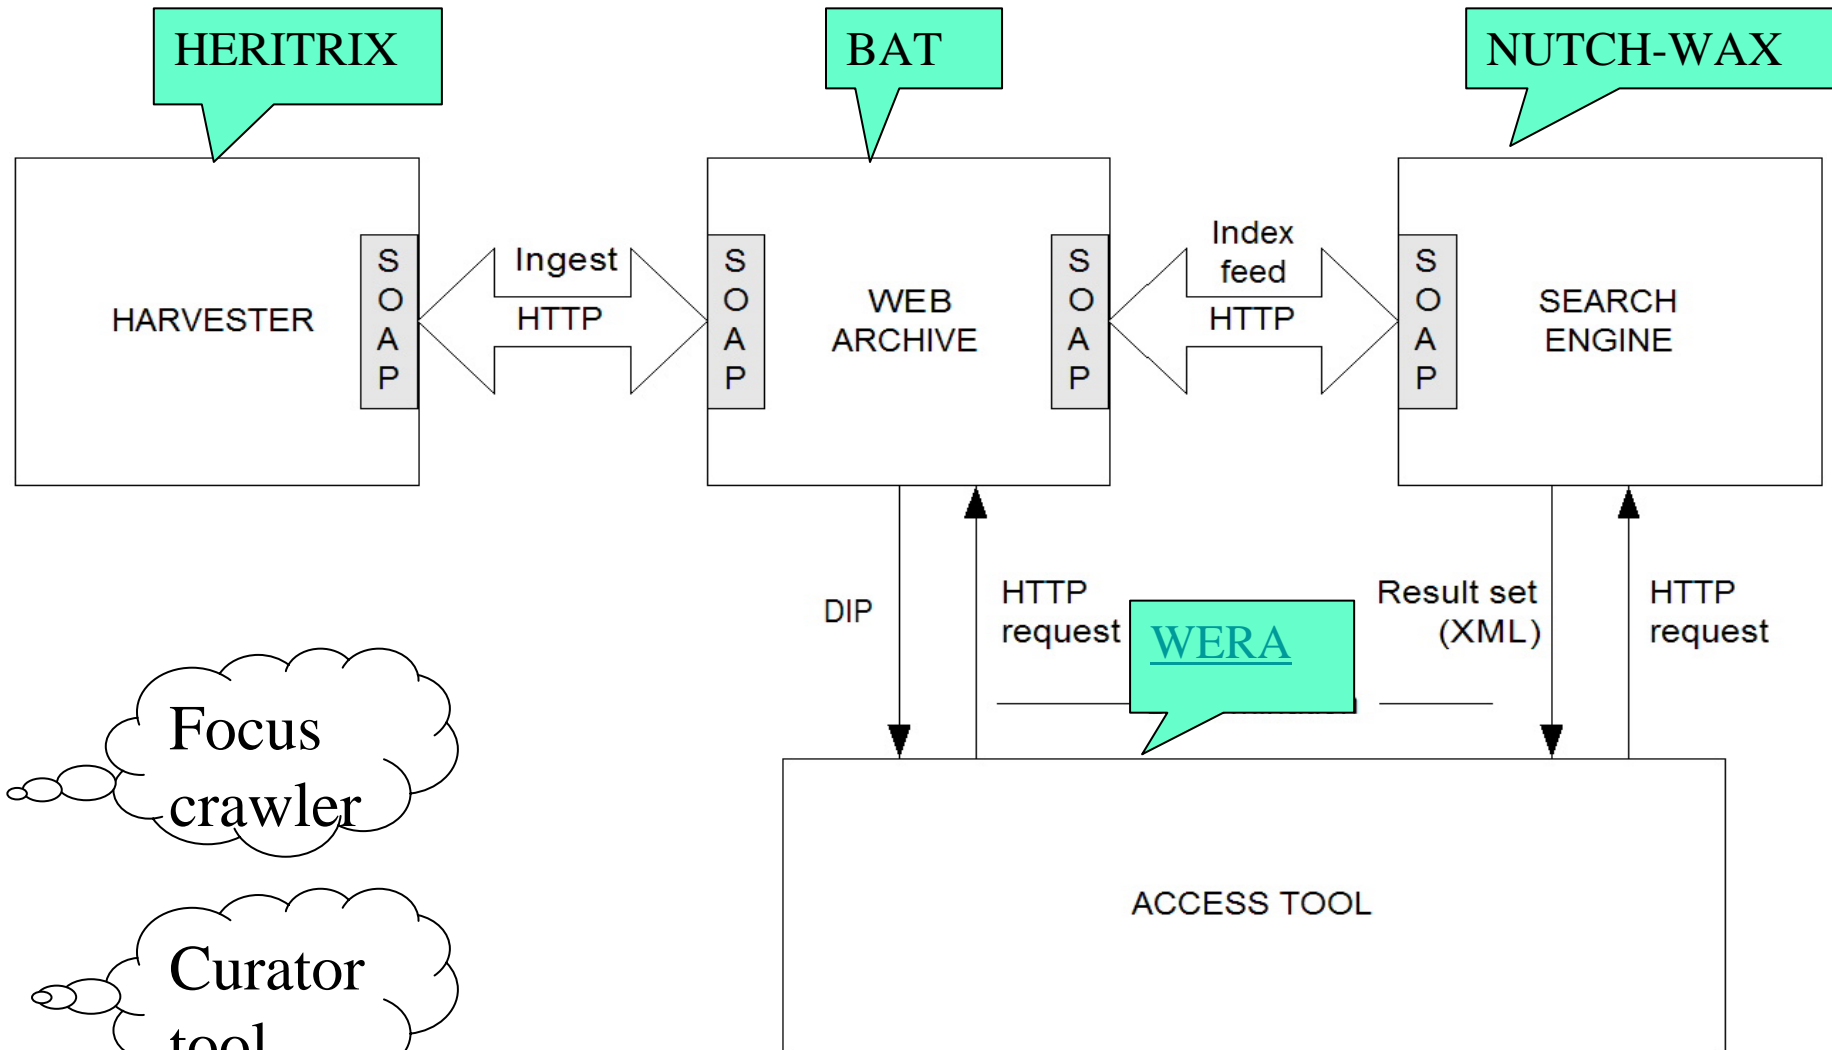 HERITRIX
BAT
NUTCH-WAX
HARVESTER
S
O
A
P
Ingest
HTTP
S
O
A
P
WEB
ARCHIVE
S
O
A
P
Index
feed
HTTP
S
O
A
P
SEARCH
ENGINE
DIP
HTTP
request
WERA
Result set
(XML)
HTTP
request
Focus
crawler
ACCESS TOOL
Curator
tool